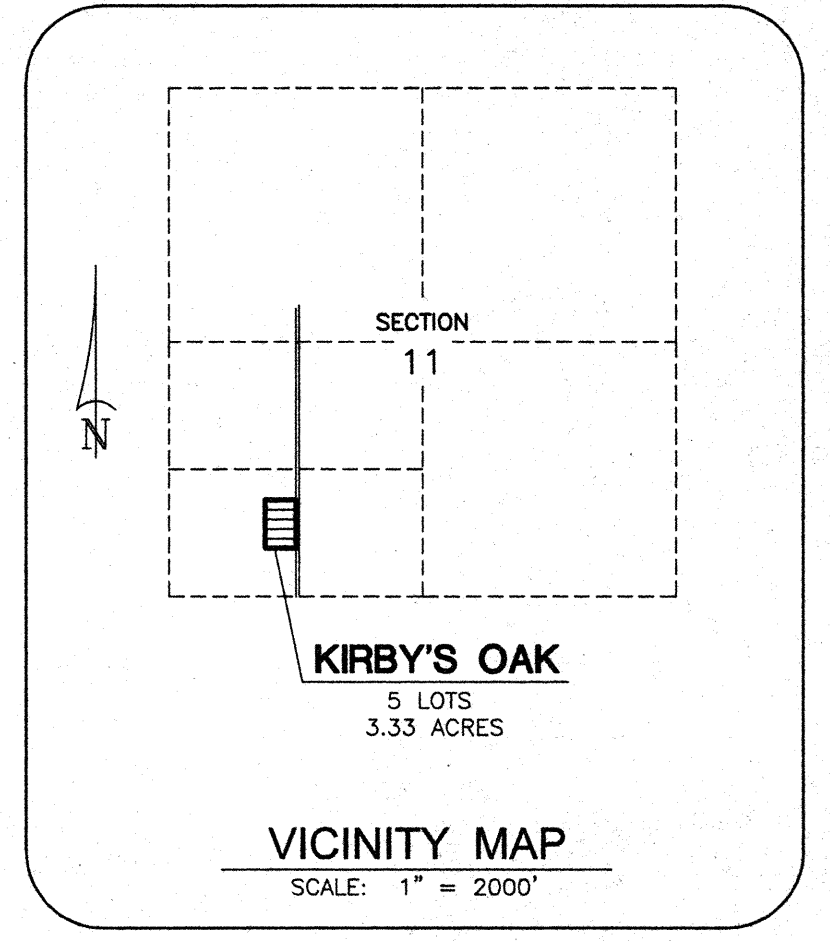 SECTION
11
N
KIRBY'S OAK
5 LOTS
3.33 ACRES
VICINITY MAP
SCALE: 1" = 2000'